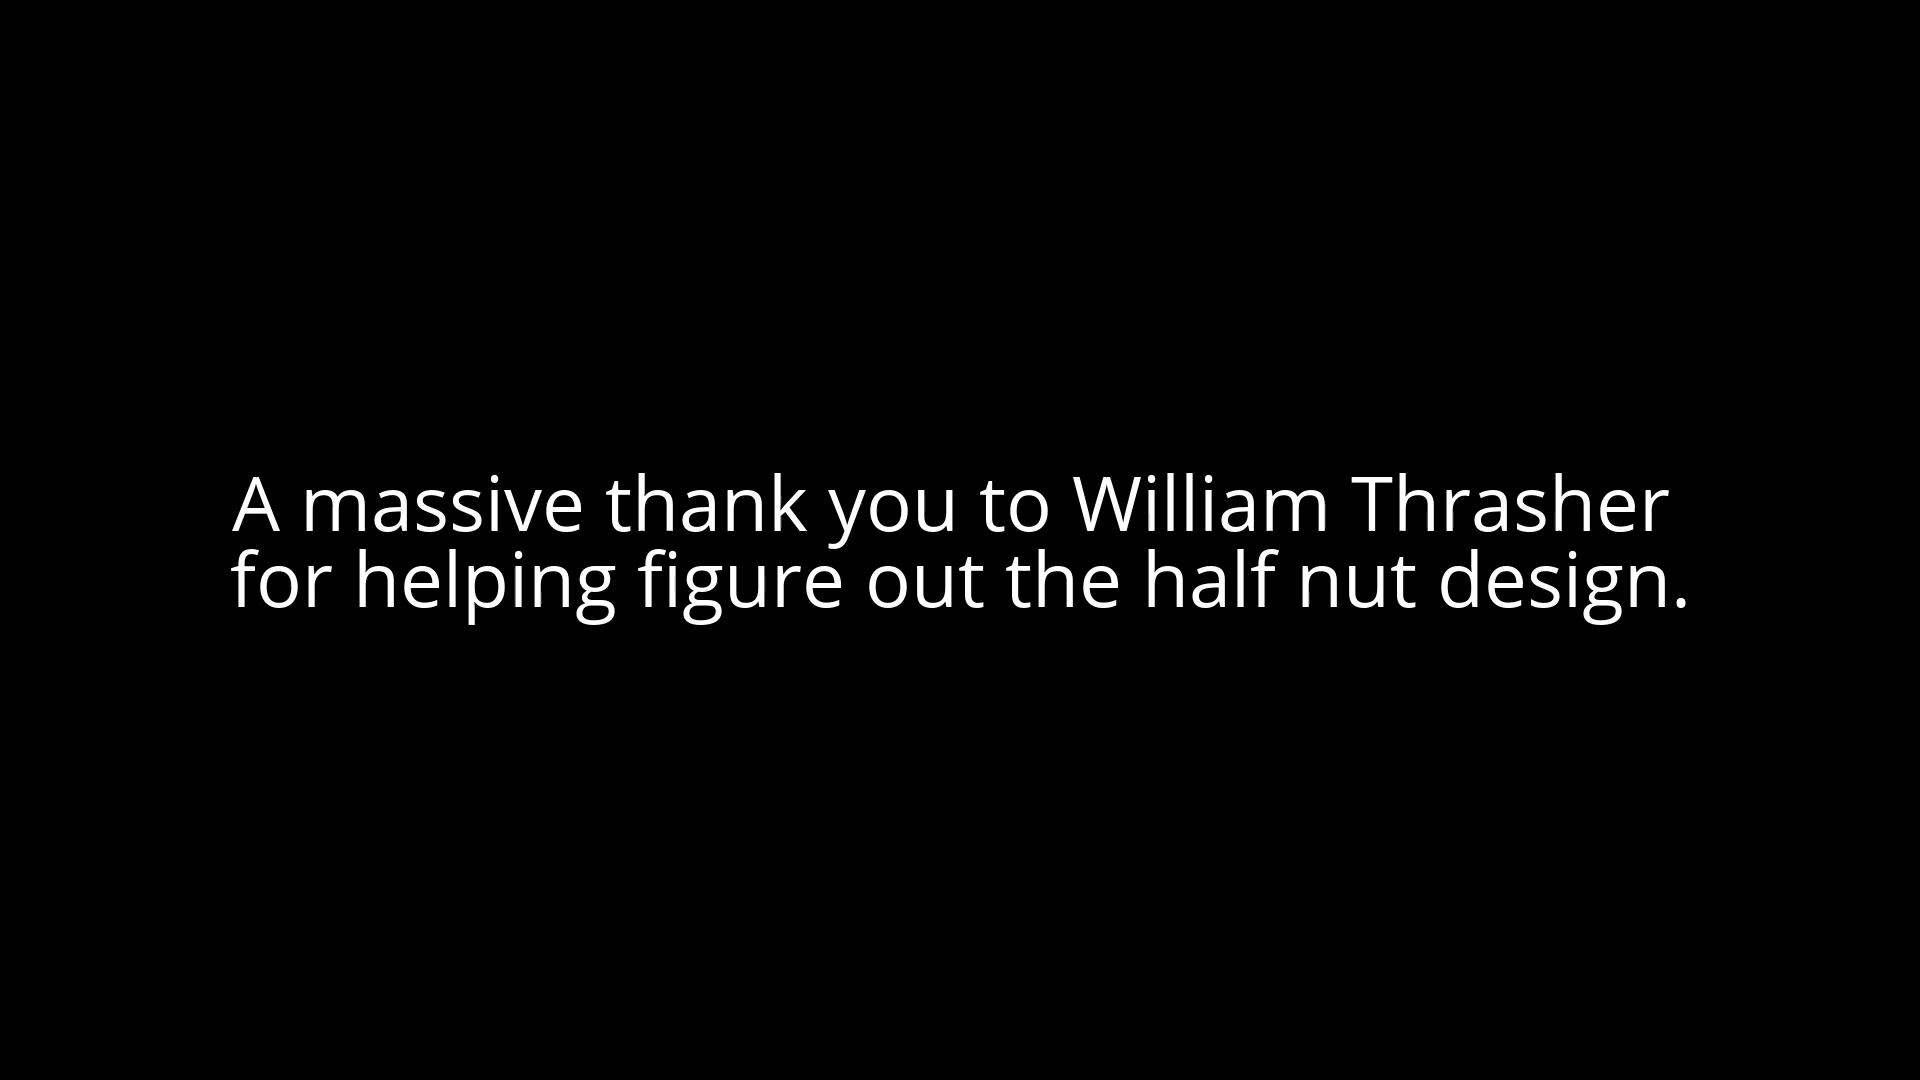 A massive thank you to William Thrasher
for helping figure out the half nut design.